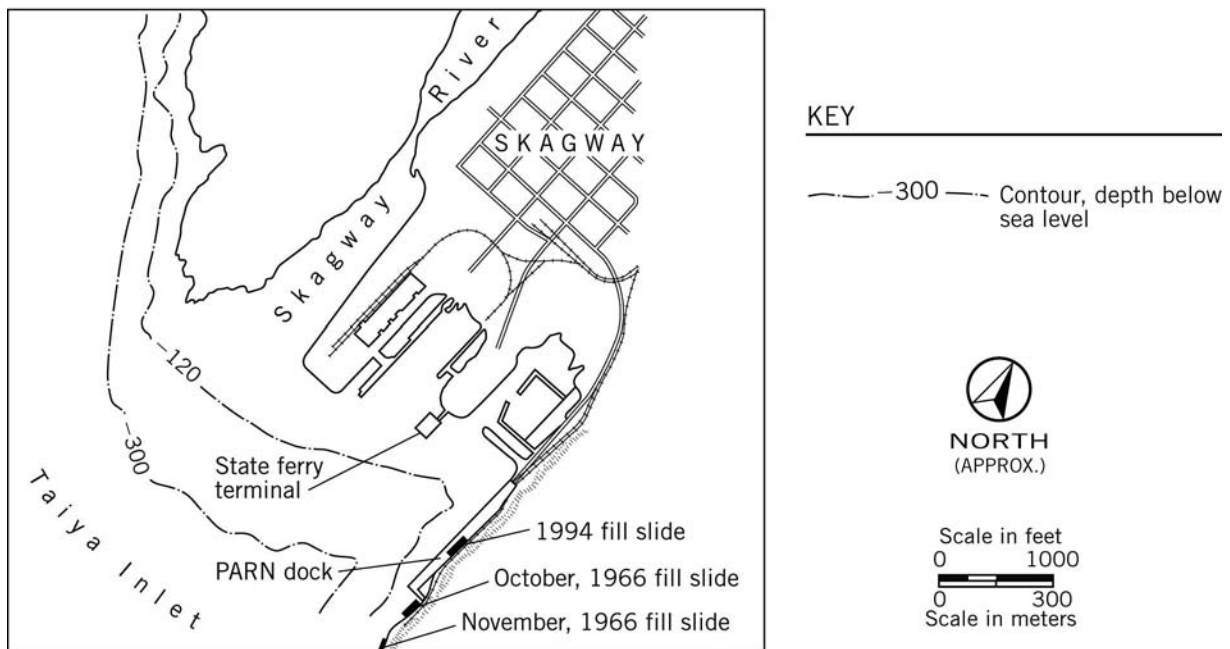 Skagway River
SKAGWAY
-120
-300
State ferry
terminal
Taiya Inlet
PARN dock
1994 fill slide
October, 1966 fill slide
November, 1966 fill slide
KEY
-300
Contour, depth below
sea level
NORTH
(APPROX.)
Scale in feet
0 1000
0 300
Scale in meters